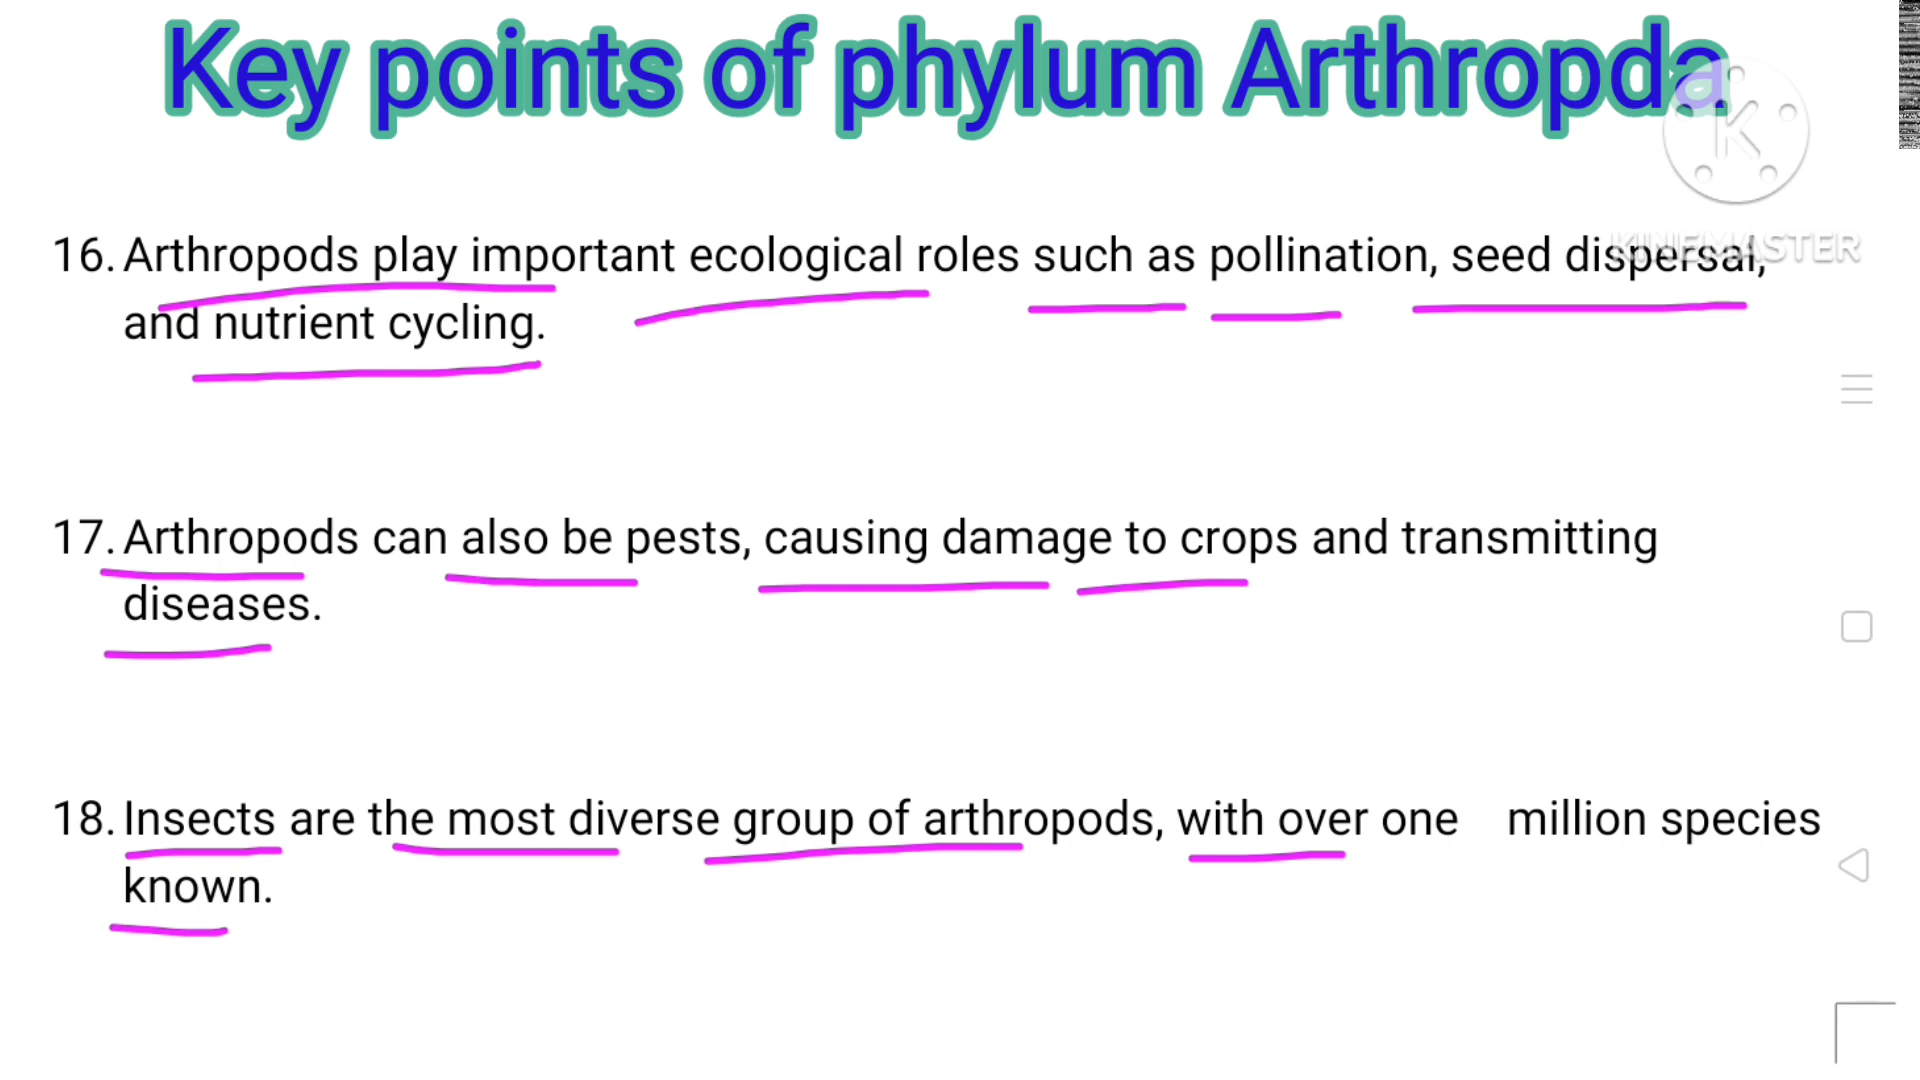 Key points of phylum Arthropda
K
KINEMASTER
16. Arthropods play important ecological roles such as pollination, seed dispersal,
and nutrient cycling.
17. Arthropods can also be pests, causing damage to crops and transmitting
diseases.
18. Insects are the most diverse group of arthropods, with over one million species
known.